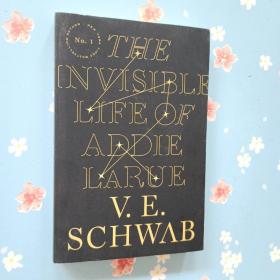 No. 1
THE
INVISIBLE
LIFE OF
ADDIE
LARUE
V. E.
SCHWAB